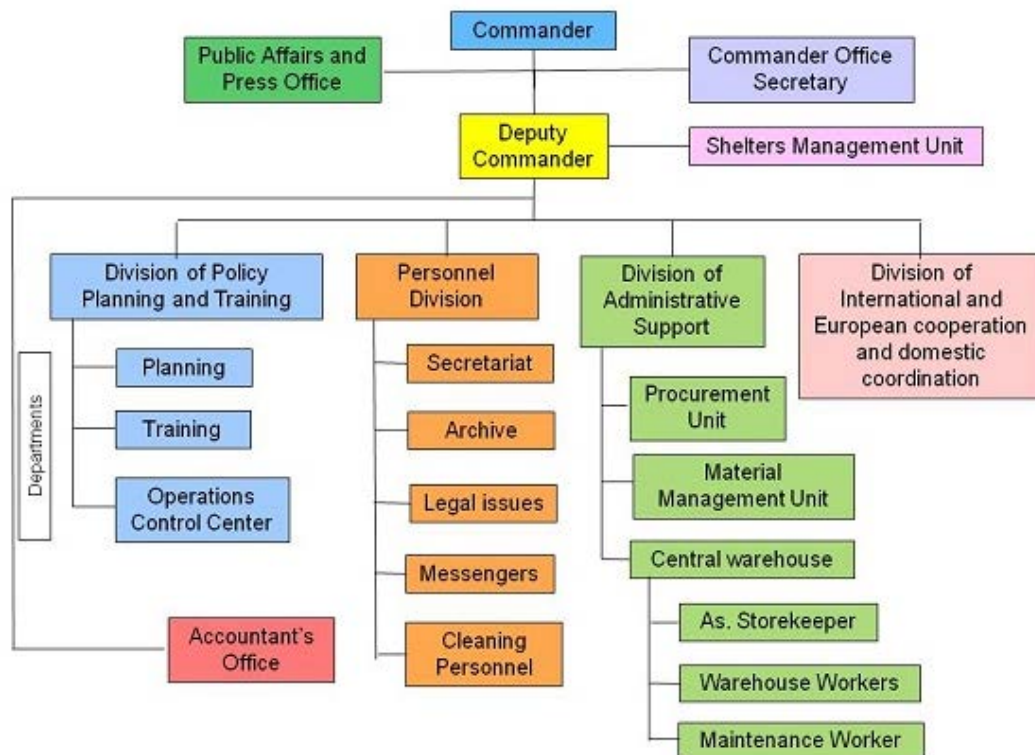 Commander
Public Affairs and
Press Office
Commander Office
Secretary
Deputy
Commander
Shelters Management Unit
Departments
Division of Policy
Planning and Training
Planning
Training
Operations
Control Center
Accountant's
Office
Personnel
Division
Secretariat
Archive
Legal issues
Messengers
Cleaning
Personnel
Division of
Administrative
Support
Procurement
Unit
Material
Management Unit
Central warehouse
As. Storekeeper
Warehouse Workers
Maintenance Worker
Division of
International and
European cooperation
and domestic
coordination